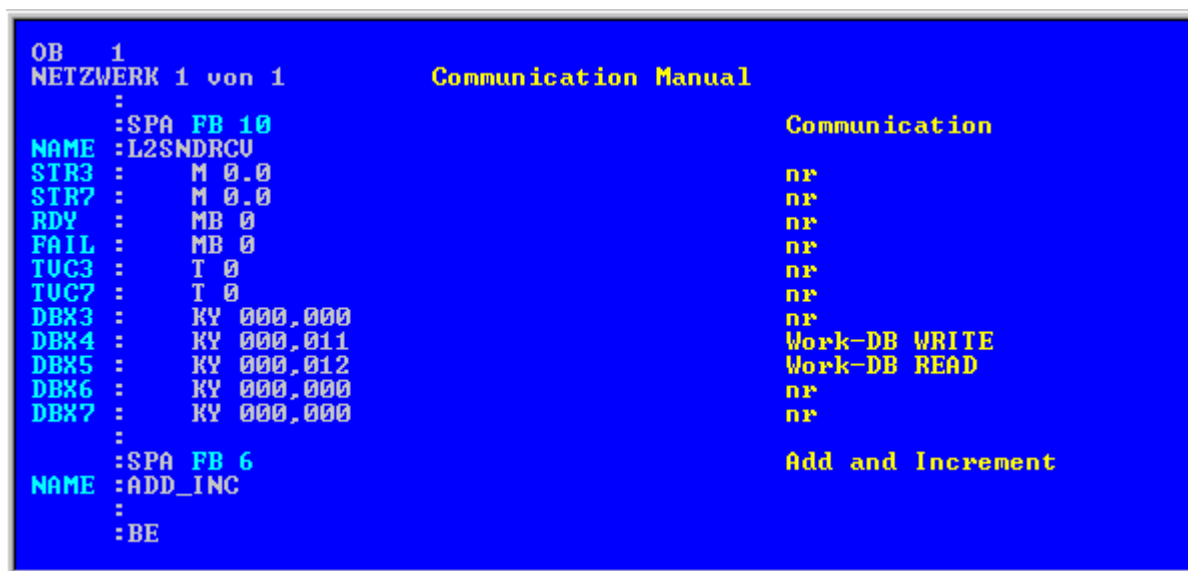 OB 1
NETZWERK 1 von 1 Communication Manual
:
:SPA FB 10 Communication
NAME :L2SNDRCV
STR3 : M 0.0 nr
STR7 : M 0.0 nr
RDY : MB 0 nr
FAIL : MB 0 nr
TVC3 : T 0 nr
TVC7 : T 0 nr
DBX3 : KY 000,000 nr
DBX4 : KY 000,011 Work-DB WRITE
DBX5 : KY 000,012 Work-DB READ
DBX6 : KY 000,000 nr
DBX7 : KY 000,000 nr
:
:SPA FB 6 Add and Increment
NAME :ADD_INC
:
:BE